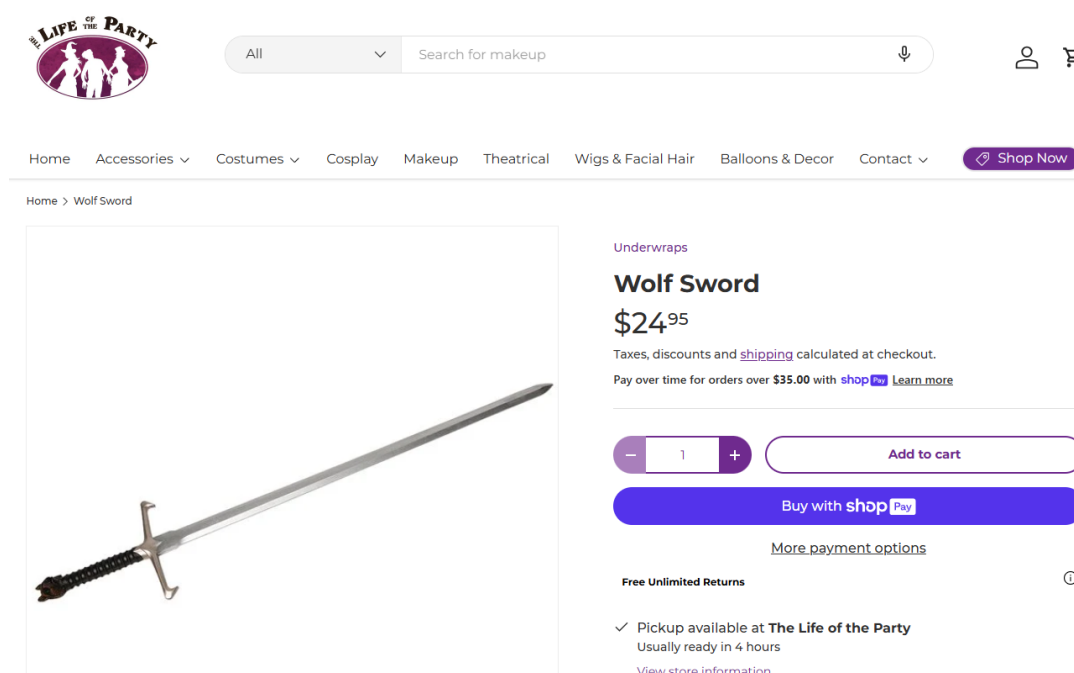 THE LIFE OF THE PARTY
All
Search for makeup
Home Accessories Costumes Cosplay Makeup Theatrical Wigs & Facial Hair Balloons & Decor Contact Shop Now
Home > Wolf Sword
Underwraps
Wolf Sword
$24 95
Taxes, discounts and shipping calculated at checkout.
Pay over time for orders over $35.00 with shop Pay Learn more
− 1 + Add to cart
Buy with shop Pay
More payment options
Free Unlimited Returns
Pickup available at The Life of the Party
Usually ready in 4 hours
View store information